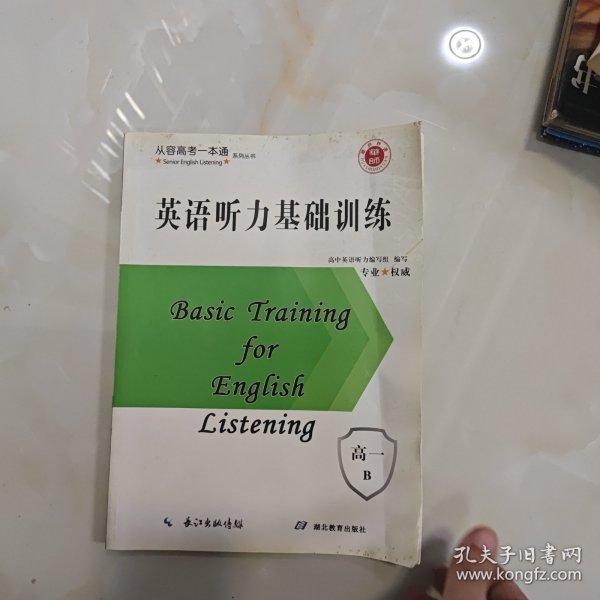 从容高考一本通
★ Senior English Listening ★ 系列丛书
華師
英语听力基础训练
高中英语听力编写组 编写
专业★权威
Basic Training
for
English
Listening
高一
B
长江出版传媒
湖北教育出版社
孔夫子旧书网
www.kongfz.com